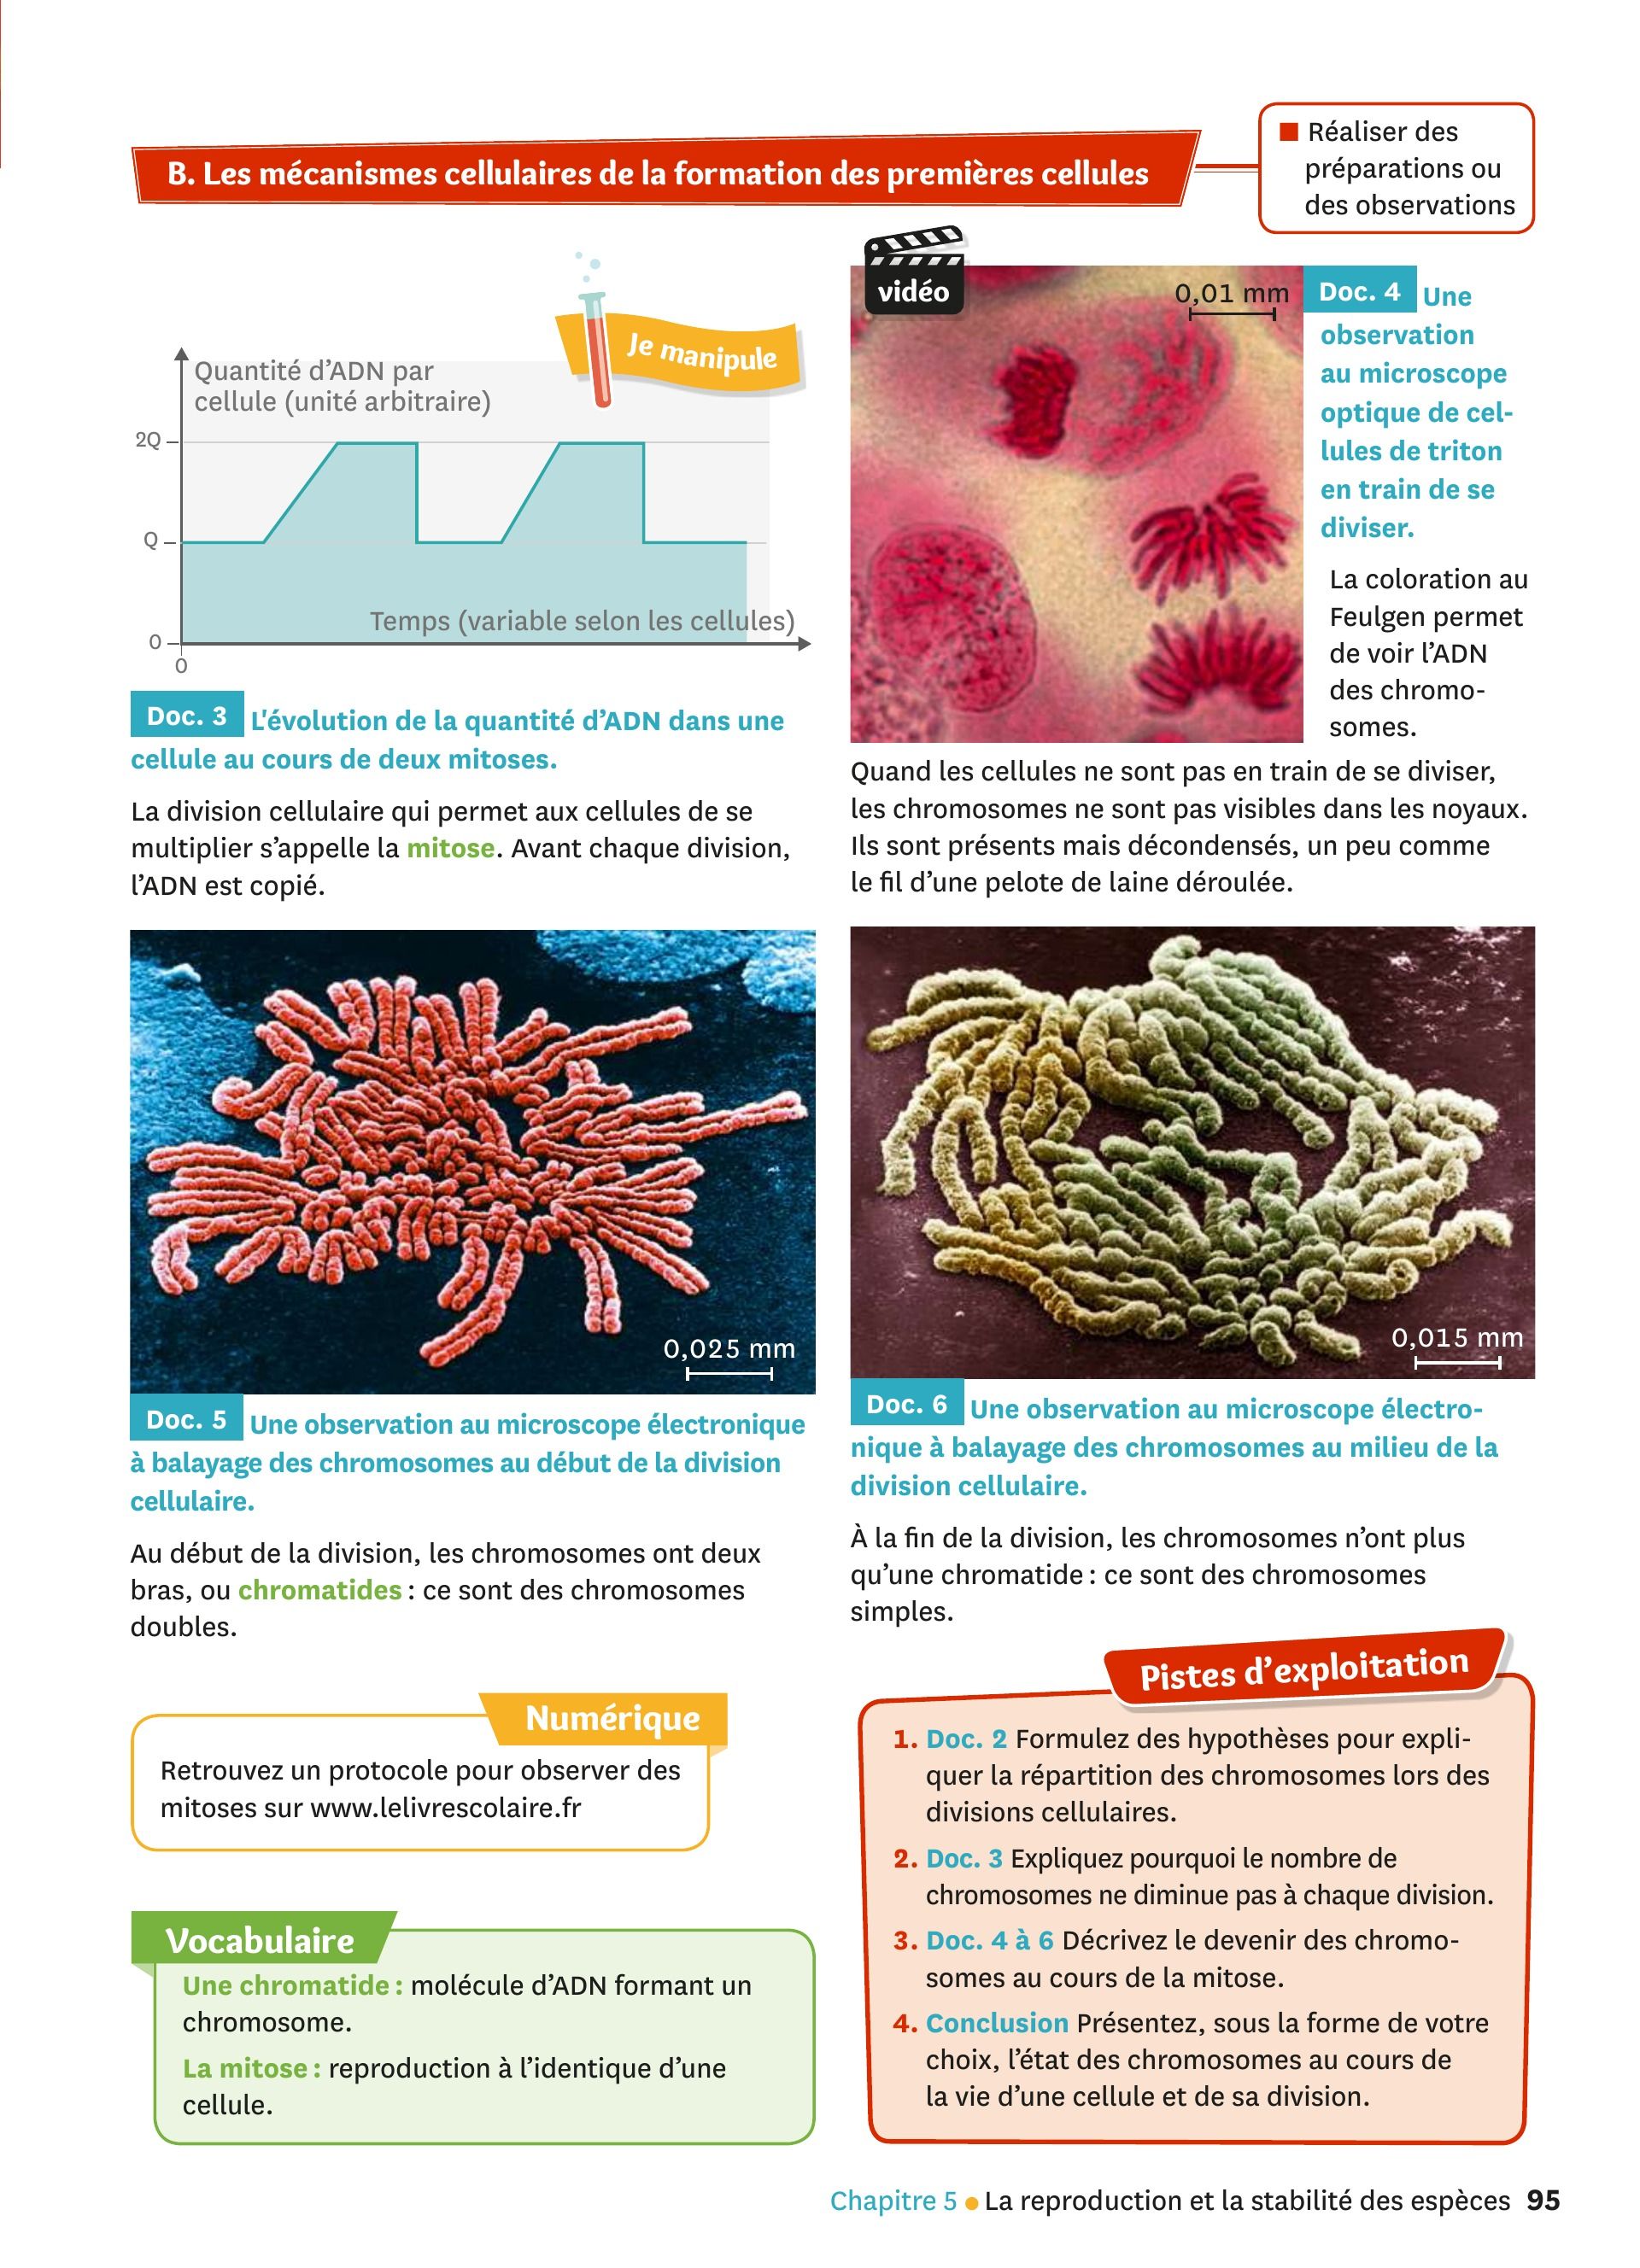 B. Les mécanismes cellulaires de la formation des premières cellules
■ Réaliser des
préparations ou
des observations
Je manipule
Quantité d'ADN par
cellule (unité arbitraire)
2Q
Q
0
0
Temps (variable selon les cellules)
Doc. 3 L'évolution de la quantité d'ADN dans une
cellule au cours de deux mitoses.
La division cellulaire qui permet aux cellules de se
multiplier s'appelle la mitose. Avant chaque division,
l'ADN est copié.
vidéo
0,01 mm
Doc. 4 Une
observation
au microscope
optique de cel-
lules de triton
en train de se
diviser.
La coloration au
Feulgen permet
de voir l'ADN
des chromo-
somes.
Quand les cellules ne sont pas en train de se diviser,
les chromosomes ne sont pas visibles dans les noyaux.
Ils sont présents mais décondensés, un peu comme
le fil d'une pelote de laine déroulée.
0,025 mm
Doc. 5 Une observation au microscope électronique
à balayage des chromosomes au début de la division
cellulaire.
Au début de la division, les chromosomes ont deux
bras, ou chromatides : ce sont des chromosomes
doubles.
0,015 mm
Doc. 6 Une observation au microscope électro-
nique à balayage des chromosomes au milieu de la
division cellulaire.
À la fin de la division, les chromosomes n'ont plus
qu'une chromatide : ce sont des chromosomes
simples.
Numérique
Retrouvez un protocole pour observer des
mitoses sur www.lelivrescolaire.fr
Vocabulaire
Une chromatide : molécule d'ADN formant un
chromosome.
La mitose : reproduction à l'identique d'une
cellule.
Pistes d'exploitation
1. Doc. 2 Formulez des hypothèses pour expli-
quer la répartition des chromosomes lors des
divisions cellulaires.
2. Doc. 3 Expliquez pourquoi le nombre de
chromosomes ne diminue pas à chaque division.
3. Doc. 4 à 6 Décrivez le devenir des chromo-
somes au cours de la mitose.
4. Conclusion Présentez, sous la forme de votre
choix, l'état des chromosomes au cours de
la vie d'une cellule et de sa division.
Chapitre 5 ● La reproduction et la stabilité des espèces 95